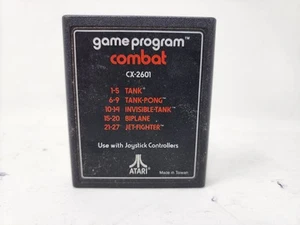 game program™
combat
CX-2601
1-5 TANK™
6-9 TANK-PONG™
10-14 INVISIBLE TANK™
15-20 BIPLANE
21-27 JET-FIGHTER™
Use with Joystick Controllers
ATARI®
Made in Taiwan